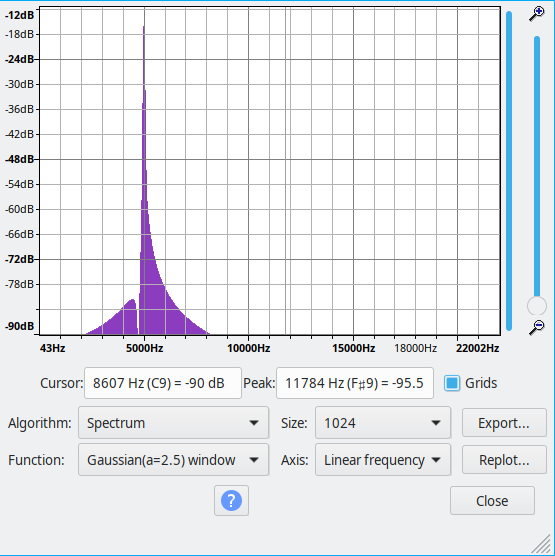 -12dB
-18dB
-24dB
-30dB
-36dB
-42dB
-48dB
-54dB
-60dB
-66dB
-72dB
-78dB
-90dB
43Hz 5000Hz 10000Hz 15000Hz 18000Hz 22002Hz
Cursor: 8607 Hz (C9) = -90 dB Peak: 11784 Hz (F♯9) = -95.5 Grids
Algorithm: Spectrum Size: 1024 Export...
Function: Gaussian(a=2.5) window Axis: Linear frequency Replot...
? Close